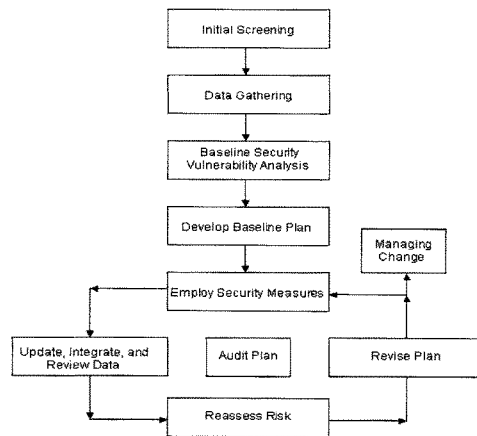 Initial Screening
Data Gathering
Baseline Security
Vulnerability Analysis
Develop Baseline Plan
Managing
Change
Employ Security Measures
Update, Integrate, and
Review Data
Audit Plan
Revise Plan
Reassess Risk